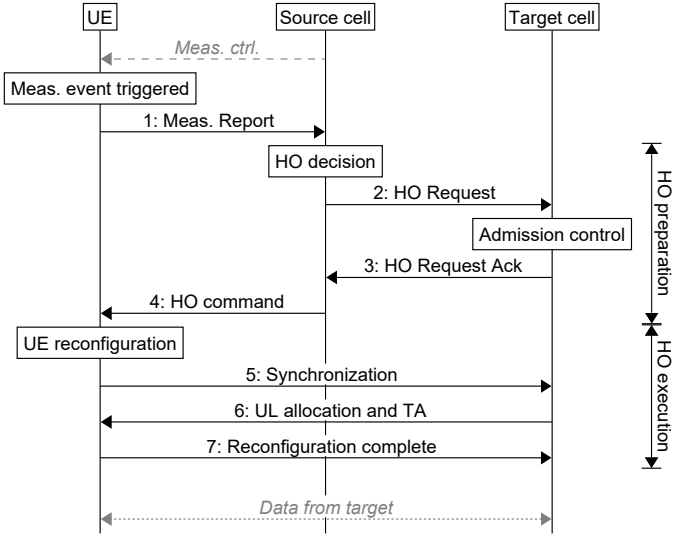 UE
Source cell
Target cell
Meas. ctrl.
Meas. event triggered
1: Meas. Report
HO decision
2: HO Request
Admission control
3: HO Request Ack
HO preparation
4: HO command
UE reconfiguration
5: Synchronization
6: UL allocation and TA
7: Reconfiguration complete
HO execution
Data from target